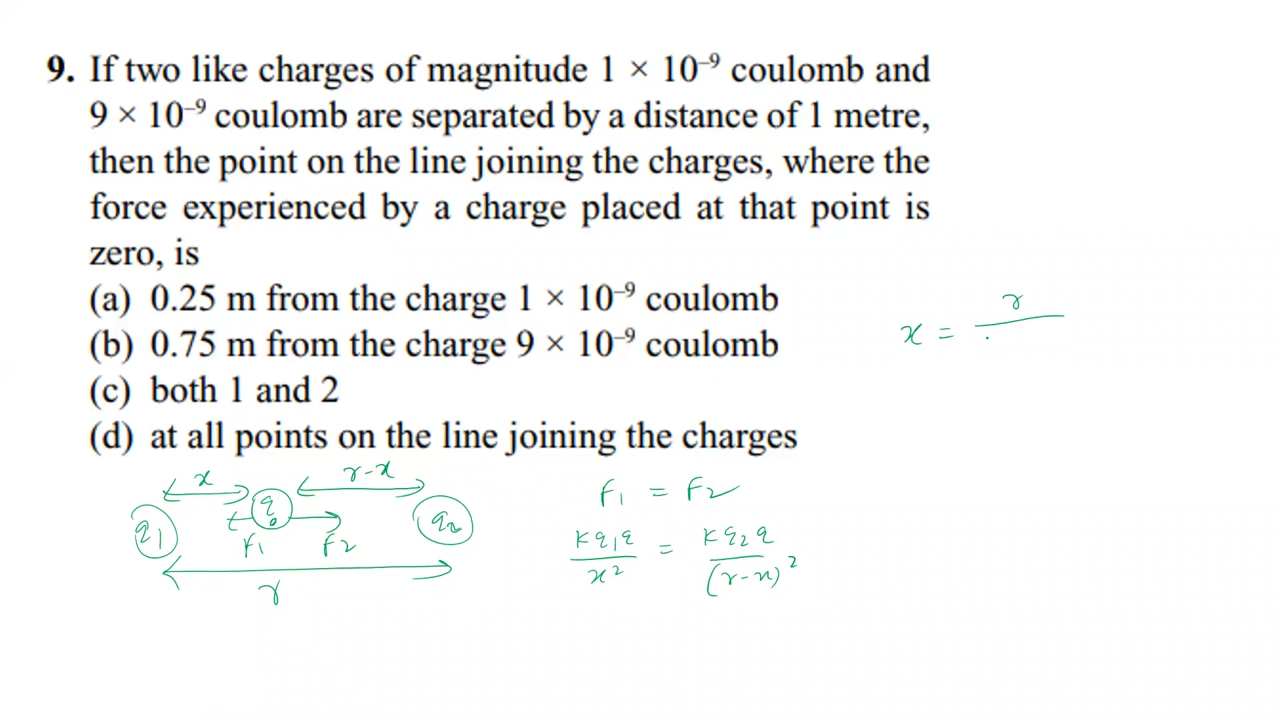 9. If two like charges of magnitude 1 × 10⁻⁹ coulomb and
9 × 10⁻⁹ coulomb are separated by a distance of 1 metre,
then the point on the line joining the charges, where the
force experienced by a charge placed at that point is
zero, is
(a) 0.25 m from the charge 1 × 10⁻⁹ coulomb
(b) 0.75 m from the charge 9 × 10⁻⁹ coulomb
(c) both 1 and 2
(d) at all points on the line joining the charges
x = r
x r-x
q1 q q2
F1 F2
r
F1 = F2
Kq1q/x² = Kq2q/(r-x)²